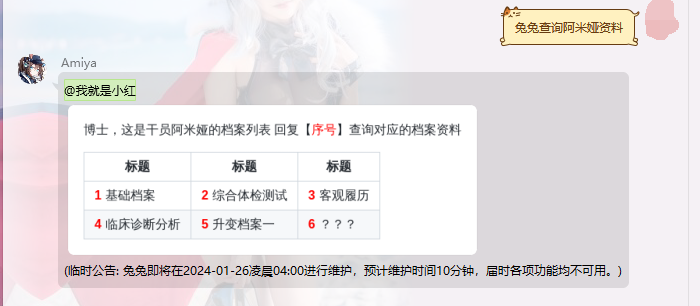 兔兔查询阿米娅资料
Amiya
@我就是小红
博士，这是干员阿米娅的档案列表 回复【序号】查询对应的档案资料
标题 标题 标题
1 基础档案 2 综合体检测试 3 客观履历
4 临床诊断分析 5 升变档案一 6 ？？？
(临时公告: 兔兔即将在2024-01-26凌晨04:00进行维护，预计维护时间10分钟，届时各项功能均不可用。)